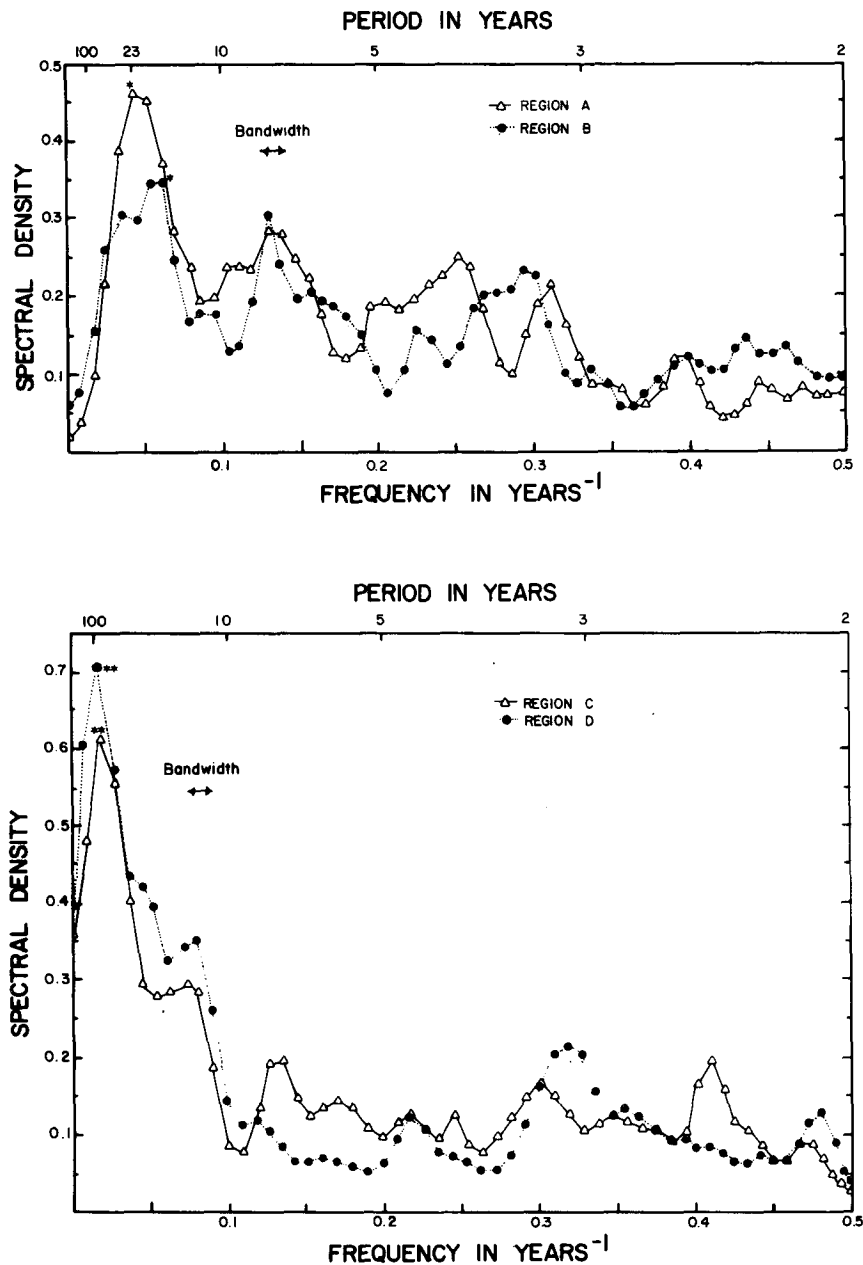 PERIOD IN YEARS
100 23 10 5 3 2
0.5
0.4
0.3
0.2
0.1
SPECTRAL DENSITY
*
*
Bandwidth
REGION A
REGION B
0.1 0.2 0.3 0.4 0.5
FREQUENCY IN YEARS-1
PERIOD IN YEARS
100 10 5 3 2
0.7
0.6
0.5
0.4
0.3
0.2
0.1
SPECTRAL DENSITY
**
**
Bandwidth
REGION C
REGION D
0.1 0.2 0.3 0.4 0.5
FREQUENCY IN YEARS-1